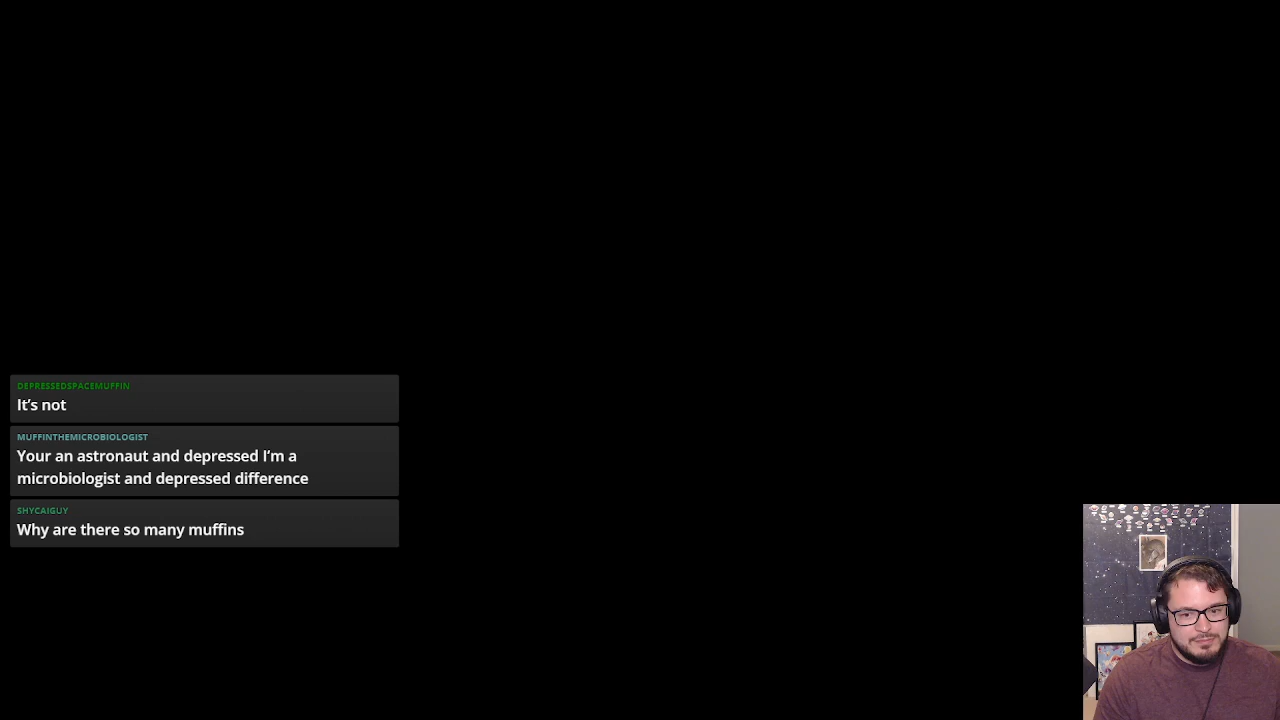 DEPRESSEDSPACEMUFFIN
It's not
MUFFINTHEMICROBIOLOGIST
Your an astronaut and depressed I'm a
microbiologist and depressed difference
SHYCAIGUY
Why are there so many muffins